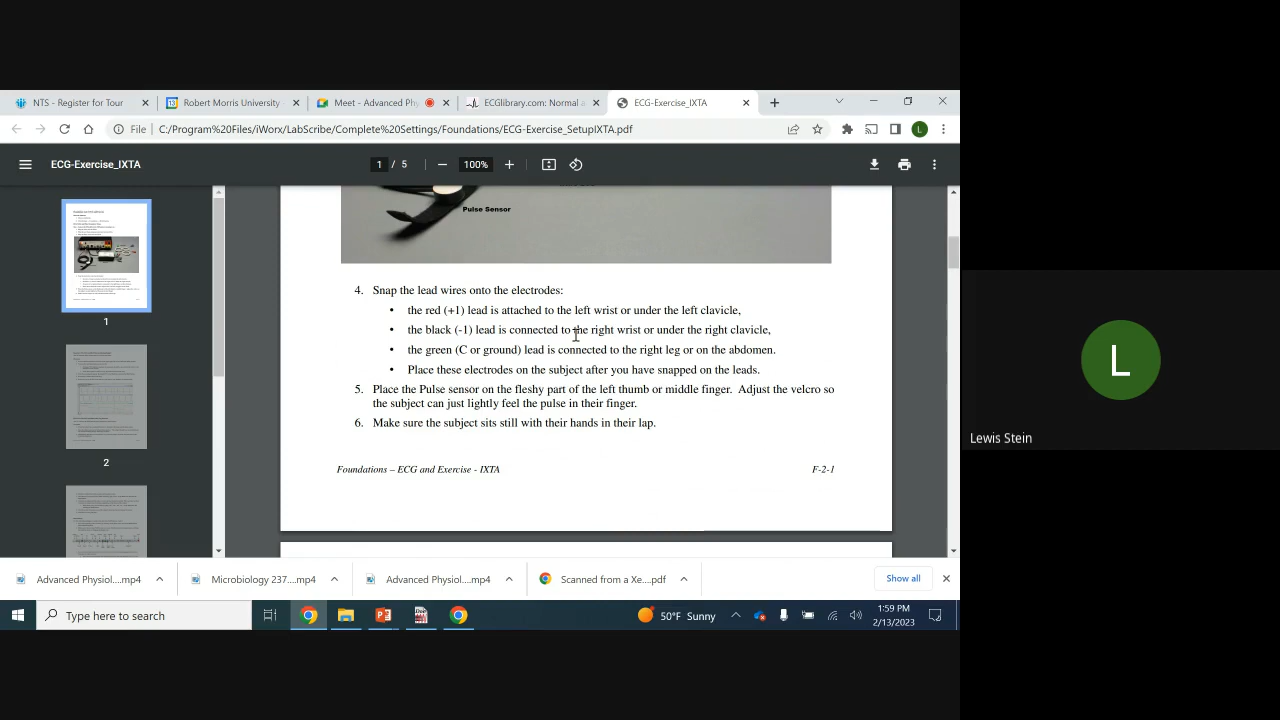 NTS - Register for Tour
Robert Morris University
Meet - Advanced Phy
ECGlibrary.com: Normal a
ECG-Exercise_IXTA
File
C:/Program%20Files/iWorx/LabScribe/Complete%20Settings/Foundations/ECG-Exercise_SetupIXTA.pdf
L
ECG-Exercise_IXTA
1 / 5
100%
Pulse Sensor
4. Snap the lead wires onto the electrodes:
• the red (+1) lead is attached to the left wrist or under the left clavicle,
• the black (-1) lead is connected to the right wrist or under the right clavicle,
• the green (C or ground) lead is connected to the right leg or on the abdomen.
• Place these electrodes on the subject after you have snapped on the leads.
5. Place the Pulse sensor on the fleshy part of the left thumb or middle finger. Adjust the velcro so
the subject can just lightly feel the pulse in their finger.
6. Make sure the subject sits still with their hands in their lap.
Foundations – ECG and Exercise - IXTA
F-2-1
1
2
L
Lewis Stein
Advanced Physiol....mp4
Microbiology 237....mp4
Advanced Physiol....mp4
Scanned from a Xe....pdf
Show all
Type here to search
50°F Sunny
1:59 PM
2/13/2023